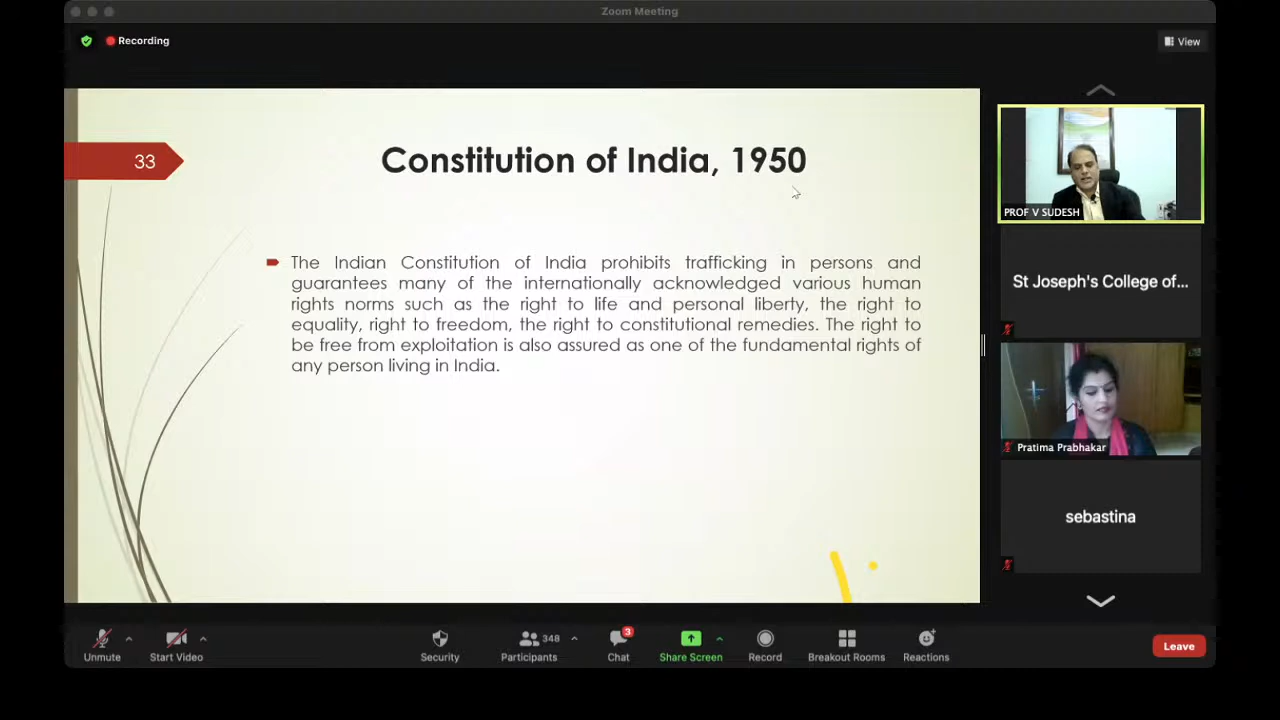 Zoom Meeting
Recording
View
33
Constitution of India, 1950
The Indian Constitution of India prohibits trafficking in persons and
guarantees many of the internationally acknowledged various human
rights norms such as the right to life and personal liberty, the right to
equality, right to freedom, the right to constitutional remedies. The right to
be free from exploitation is also assured as one of the fundamental rights of
any person living in India.
PROF V SUDESH
St Joseph's College of...
Pratima Prabhakar
sebastina
Unmute
Start Video
Security
348
Participants
3
Chat
Share Screen
Record
Breakout Rooms
Reactions
Leave